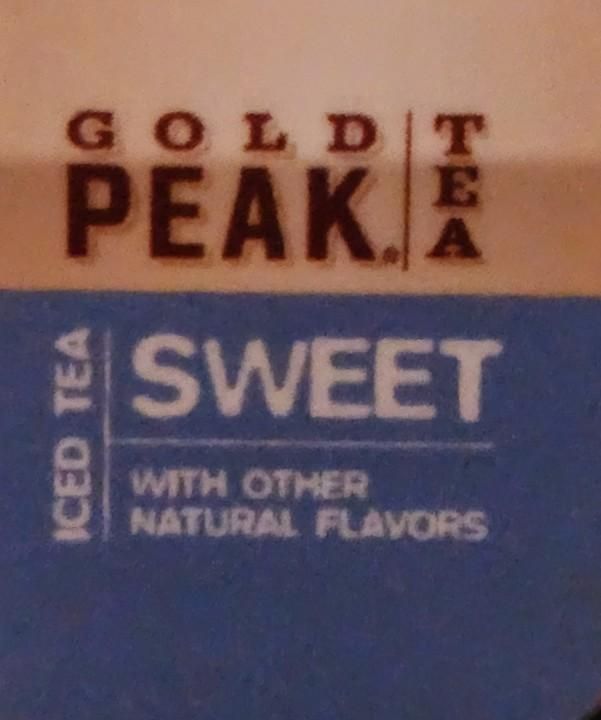 GOLD
PEAK®
TEA
ICED TEA
SWEET
WITH OTHER
NATURAL FLAVORS